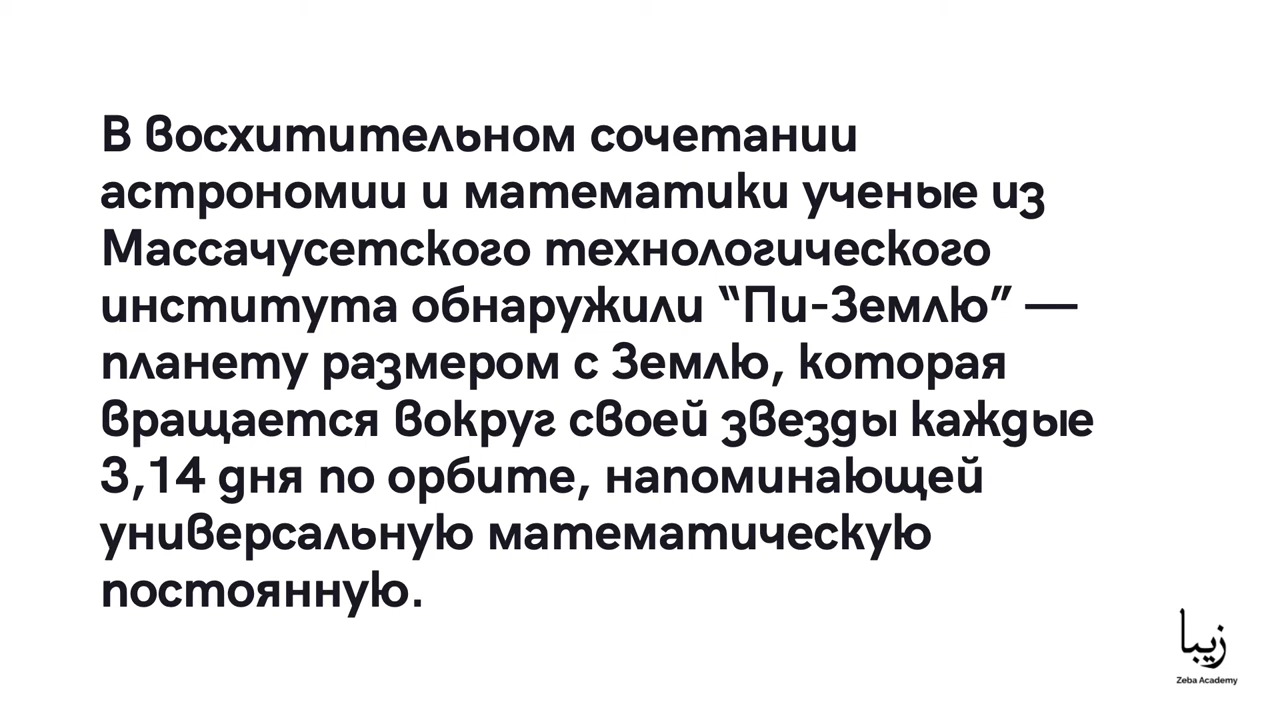 В восхитительном сочетании
астрономии и математики ученые из
Массачусетского технологического
института обнаружили “Пи-Землю” —
планету размером с Землю, которая
вращается вокруг своей звезды каждые
3,14 дня по орбите, напоминающей
универсальную математическую
постоянную.
زیبا
Zeba Academy